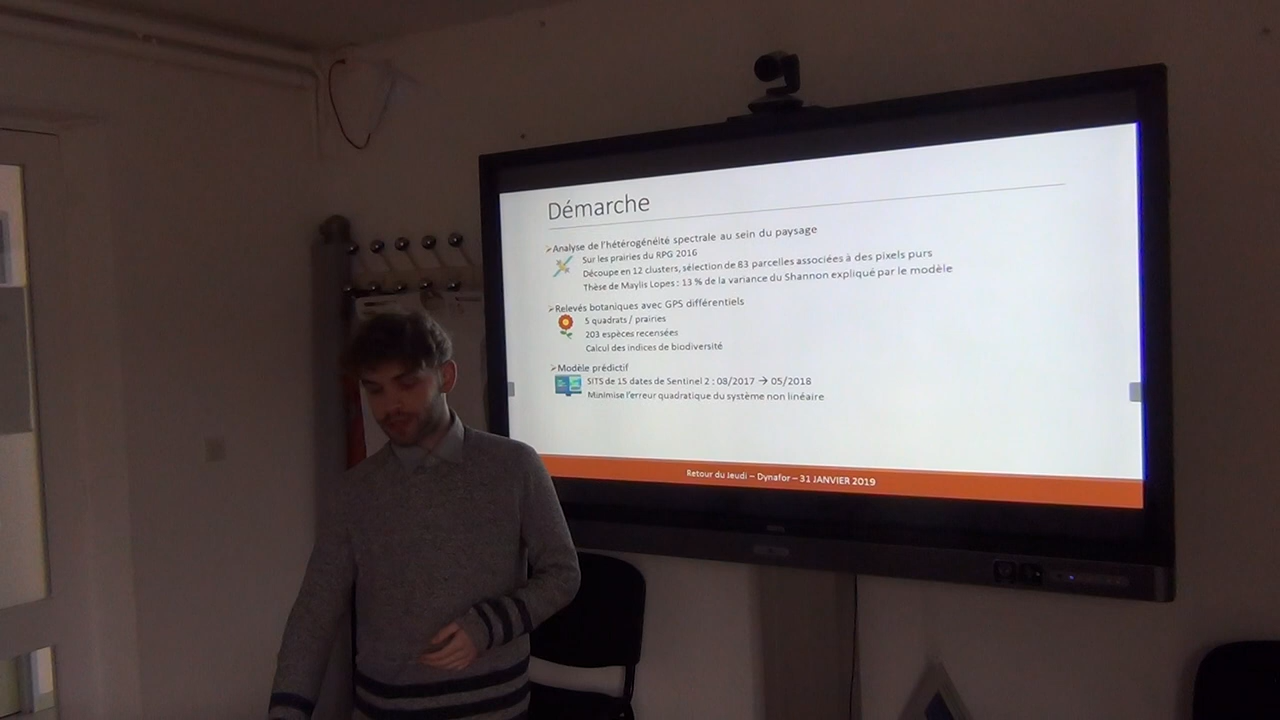 Démarche
➢Analyse de l'hétérogénéité spectrale au sein du paysage
Sur les prairies du RPG 2016
Découpe en 12 clusters, sélection de 83 parcelles associées à des pixels purs
Thèse de Maylis Lopes : 13 % de la variance du Shannon expliqué par le modèle
➢Relevés botaniques avec GPS différentiels
5 quadrats / prairies
203 espèces recensées
Calcul des indices de biodiversité
➢Modèle prédictif
SITS de 15 dates de Sentinel 2 : 08/2017 → 05/2018
Minimise l'erreur quadratique du système non linéaire
Retour du Jeudi – Dynafor – 31 JANVIER 2019